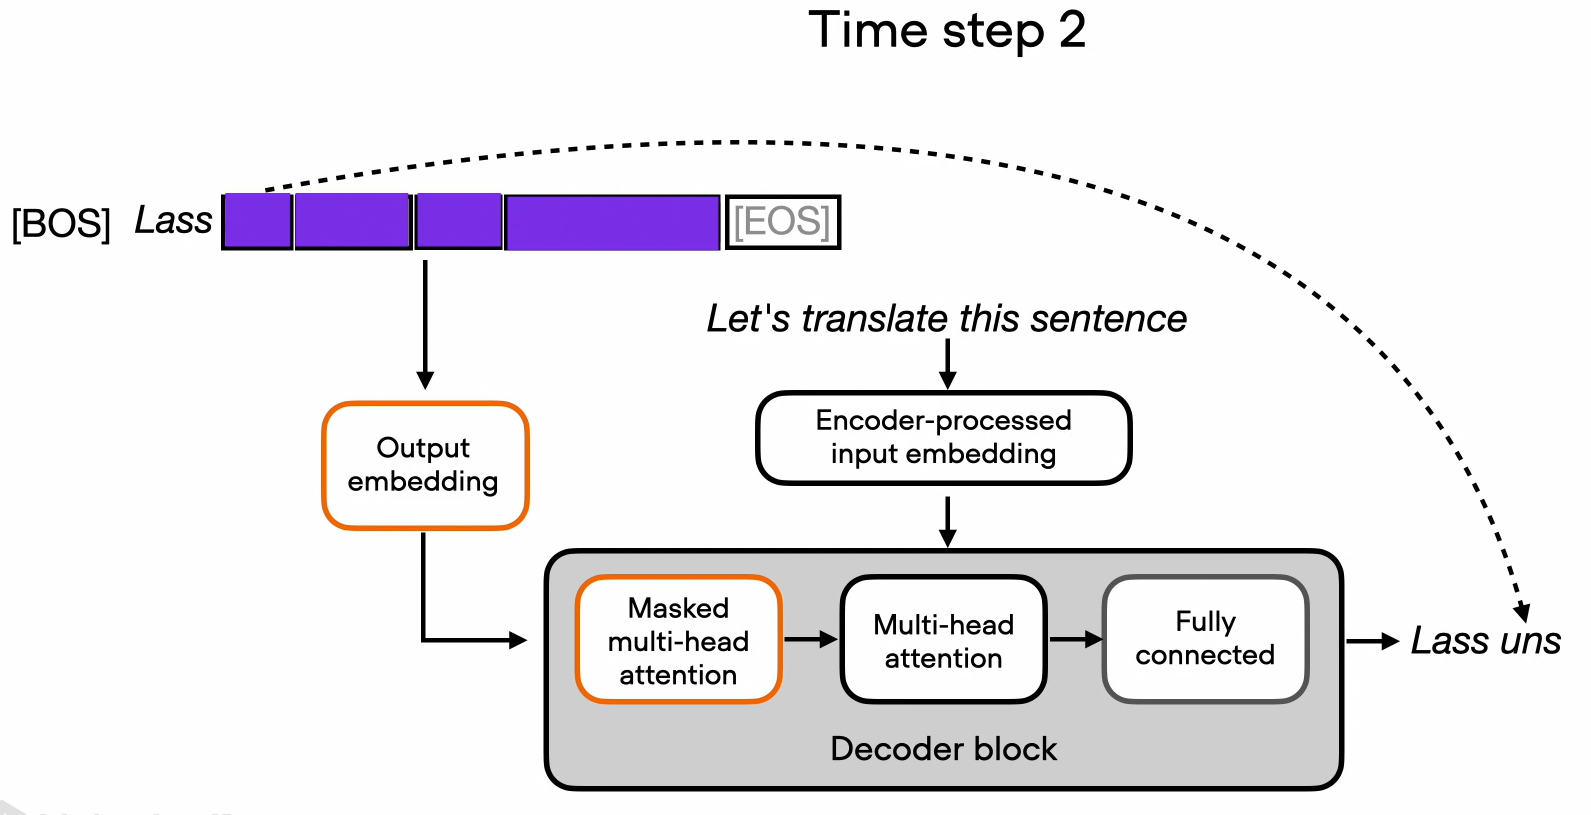 Time step 2
[BOS] Lass [EOS]
Let's translate this sentence
Encoder-processed
input embedding
Output
embedding
Masked
multi-head
attention
Multi-head
attention
Fully
connected
Lass uns
Decoder block